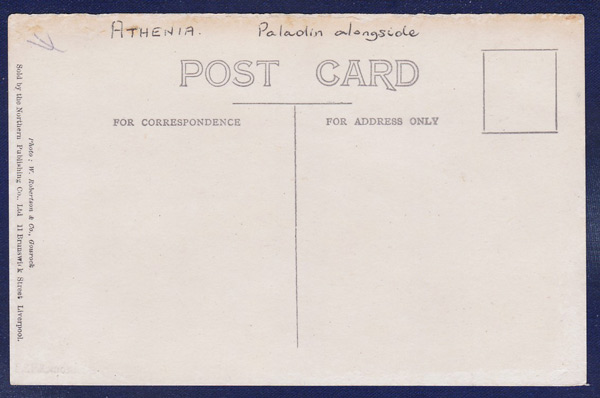 ATHENIA. Paladin alongside
POST CARD
FOR CORRESPONDENCE
FOR ADDRESS ONLY
Photo : W. Robertson & Co., Gourock
Sold by the Northern Publishing Co., Ltd 11 Brunswick Street Liverpool.